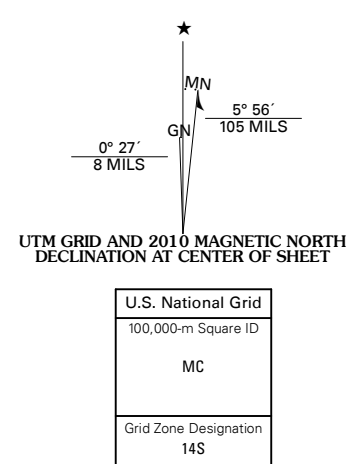 ★
MN
GN
5° 56´
105 MILS
0° 27´
8 MILS
UTM GRID AND 2010 MAGNETIC NORTH
DECLINATION AT CENTER OF SHEET
U.S. National Grid
100,000-m Square ID
MC
Grid Zone Designation
14S